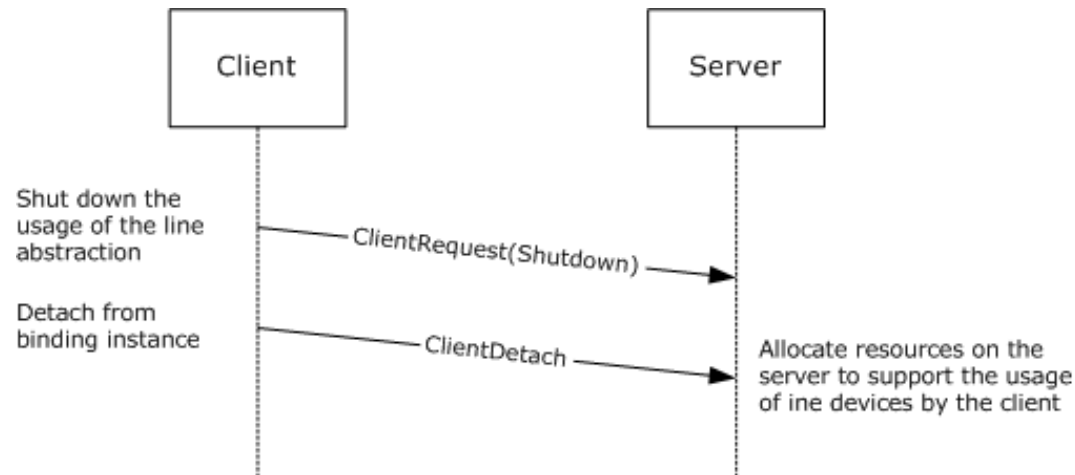 Client
Server
Shut down the
usage of the line
abstraction
ClientRequest(Shutdown)
Detach from
binding instance
ClientDetach
Allocate resources on the
server to support the usage
of ine devices by the client